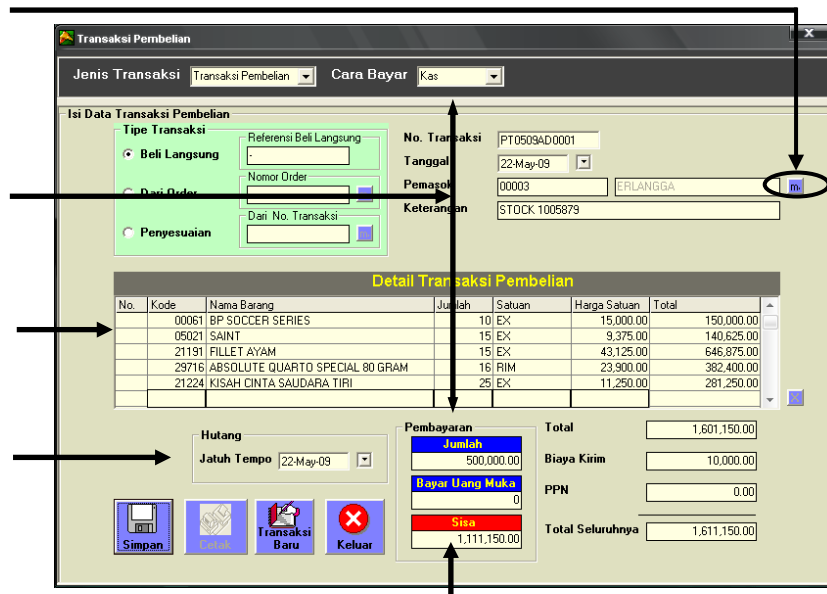 Transaksi Pembelian
X
Jenis Transaksi Transaksi Pembelian Cara Bayar Kas
Isi Data Transaksi Pembelian
Tipe Transaksi
Beli Langsung
Referensi Beli Langsung
-
Dari Order
Nomor Order
Penyesuaian
Dari No. Transaksi
No. Transaksi PT0509AD0001
Tanggal 22-May-09
Pemasok 00003 ERLANGGA
Keterangan STOCK 1005879
Detail Transaksi Pembelian
No. Kode Nama Barang Jumlah Satuan Harga Satuan Total
00061 BP SOCCER SERIES 10 EX 15,000.00 150,000.00
05021 SAINT 15 EX 9,375.00 140,625.00
21191 FILLET AYAM 15 EX 43,125.00 646,875.00
29716 ABSOLUTE QUARTO SPECIAL 80 GRAM 16 RIM 23,900.00 382,400.00
21224 KISAH CINTA SAUDARA TIRI 25 EX 11,250.00 281,250.00
X
Hutang
Jatuh Tempo 22-May-09
Pembayaran
Jumlah
500,000.00
Bayar Uang Muka
0
Sisa
1,111,150.00
Total 1,601,150.00
Biaya Kirim 10,000.00
PPN 0.00
Total Seluruhnya 1,611,150.00
Simpan
Cetak
Transaksi Baru
Keluar